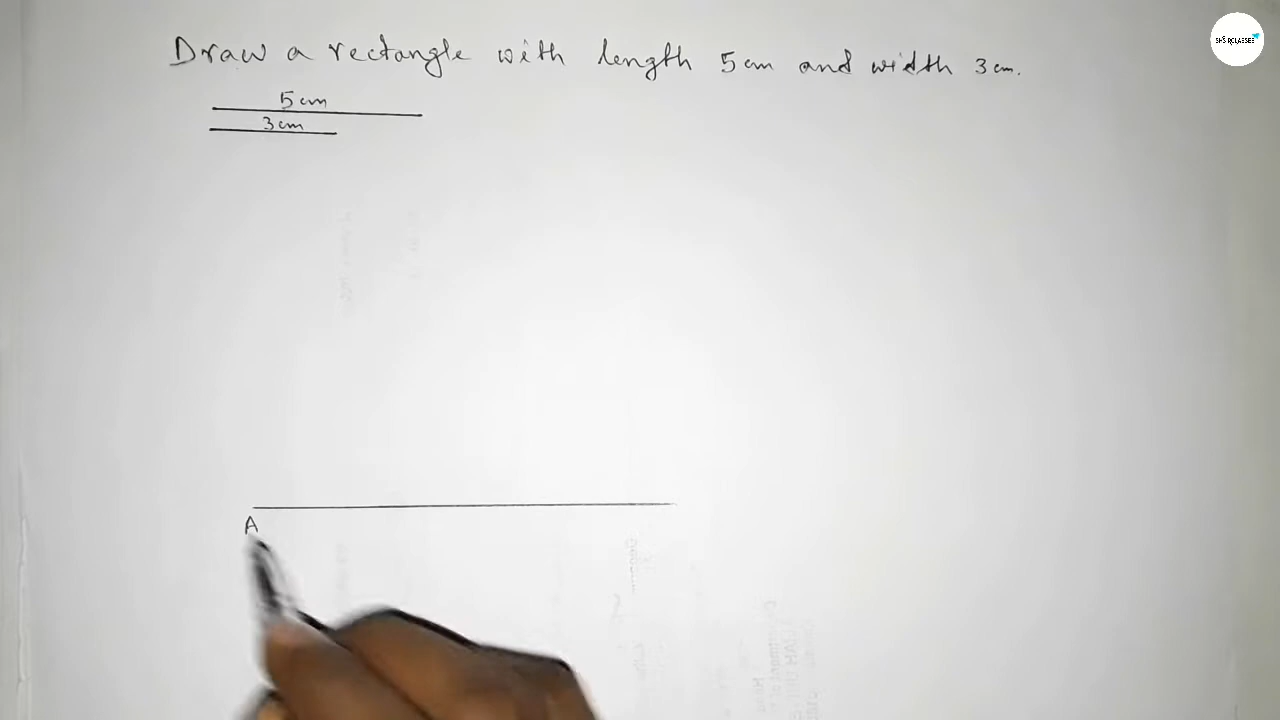 Draw a rectangle with length 5cm and width 3cm.
5cm
3cm
A